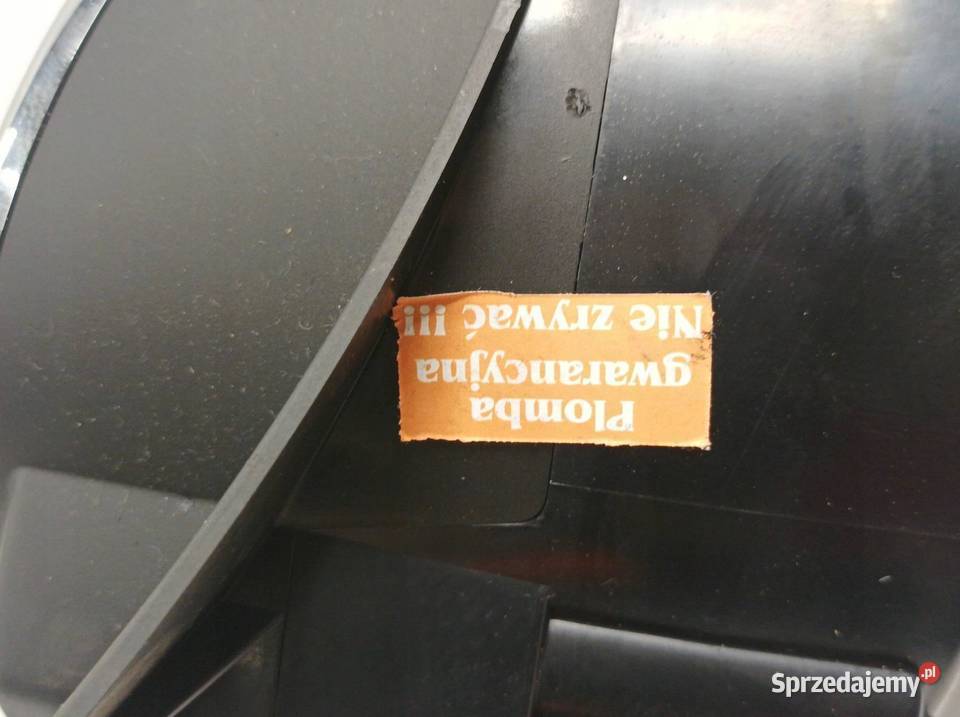 Plomba
gwarancyjna
Nie zrywać !!!
Sprzedajemy.pl